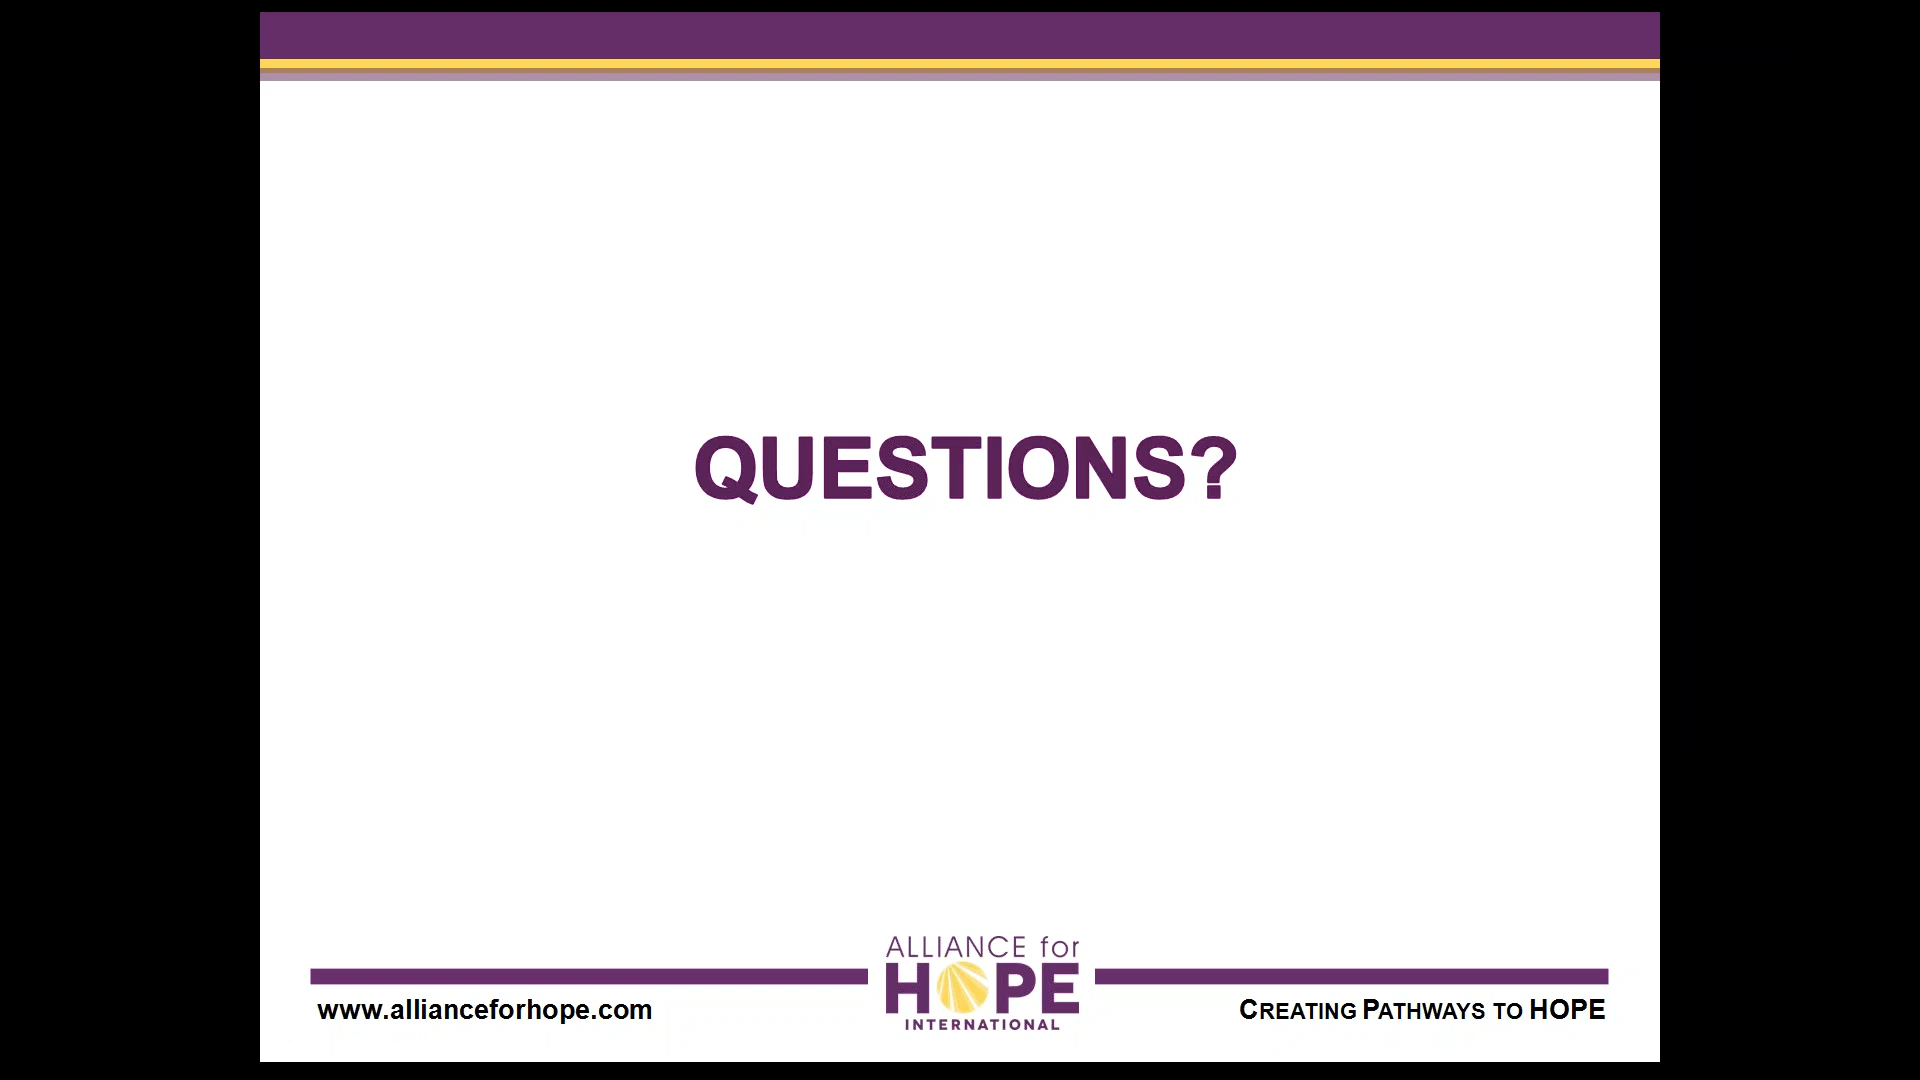 QUESTIONS?
ALLIANCE for
HOPE
INTERNATIONAL
www.allianceforhope.com
CREATING PATHWAYS TO HOPE